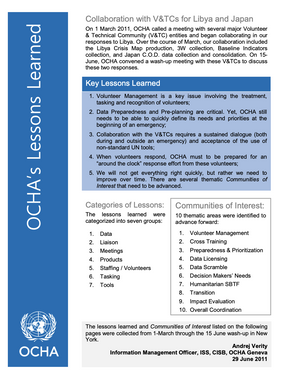 OCHA's Lessons Learned
OCHA
Collaboration with V&TCs for Libya and Japan
On 1 March 2011, OCHA called a meeting with several major Volunteer
& Technical Community (V&TC) entities and began collaborating in our
responses to Libya. Over the course of March, our collaboration included
the Libya Crisis Map production, 3W collection, Baseline Indicators
collection, and Japan C.O.D. data collection and consolidation. On 15-
June, OCHA convened a wash-up meeting with these V&TCs to discuss
these two responses.
Key Lessons Learned
1. Volunteer Management is a key issue involving the treatment,
tasking and recognition of volunteers;
2. Data Preparedness and Pre-planning are critical. Yet, OCHA still
needs to be able to quickly define its needs and priorities at the
beginning of an emergency;
3. Collaboration with the V&TCs requires a sustained dialogue (both
during and outside an emergency) and acceptance of the use of
non-standard UN tools;
4. When volunteers respond, OCHA must to be prepared for an
"around the clock" response effort from these volunteers;
5. We will not get everything right quickly, but rather we need to
improve over time. There are several thematic Communities of
Interest that need to be advanced.
Categories of Lessons:
The lessons learned were
categorized into seven groups:
1. Data
2. Liaison
3. Meetings
4. Products
5. Staffing / Volunteers
6. Tasking
7. Tools
Communities of Interest:
10 thematic areas were identified to
advance forward:
1. Volunteer Management
2. Cross Training
3. Preparedness & Prioritization
4. Data Licensing
5. Data Scramble
6. Decision Makers' Needs
7. Humanitarian SBTF
8. Transition
9. Impact Evaluation
10. Overall Coordination
The lessons learned and Communities of Interest listed on the following
pages were collected from 1-March through the 15 June wash-up in New
York.
Andrej Verity
Information Management Officer, ISS, CISB, OCHA Geneva
29 June 2011